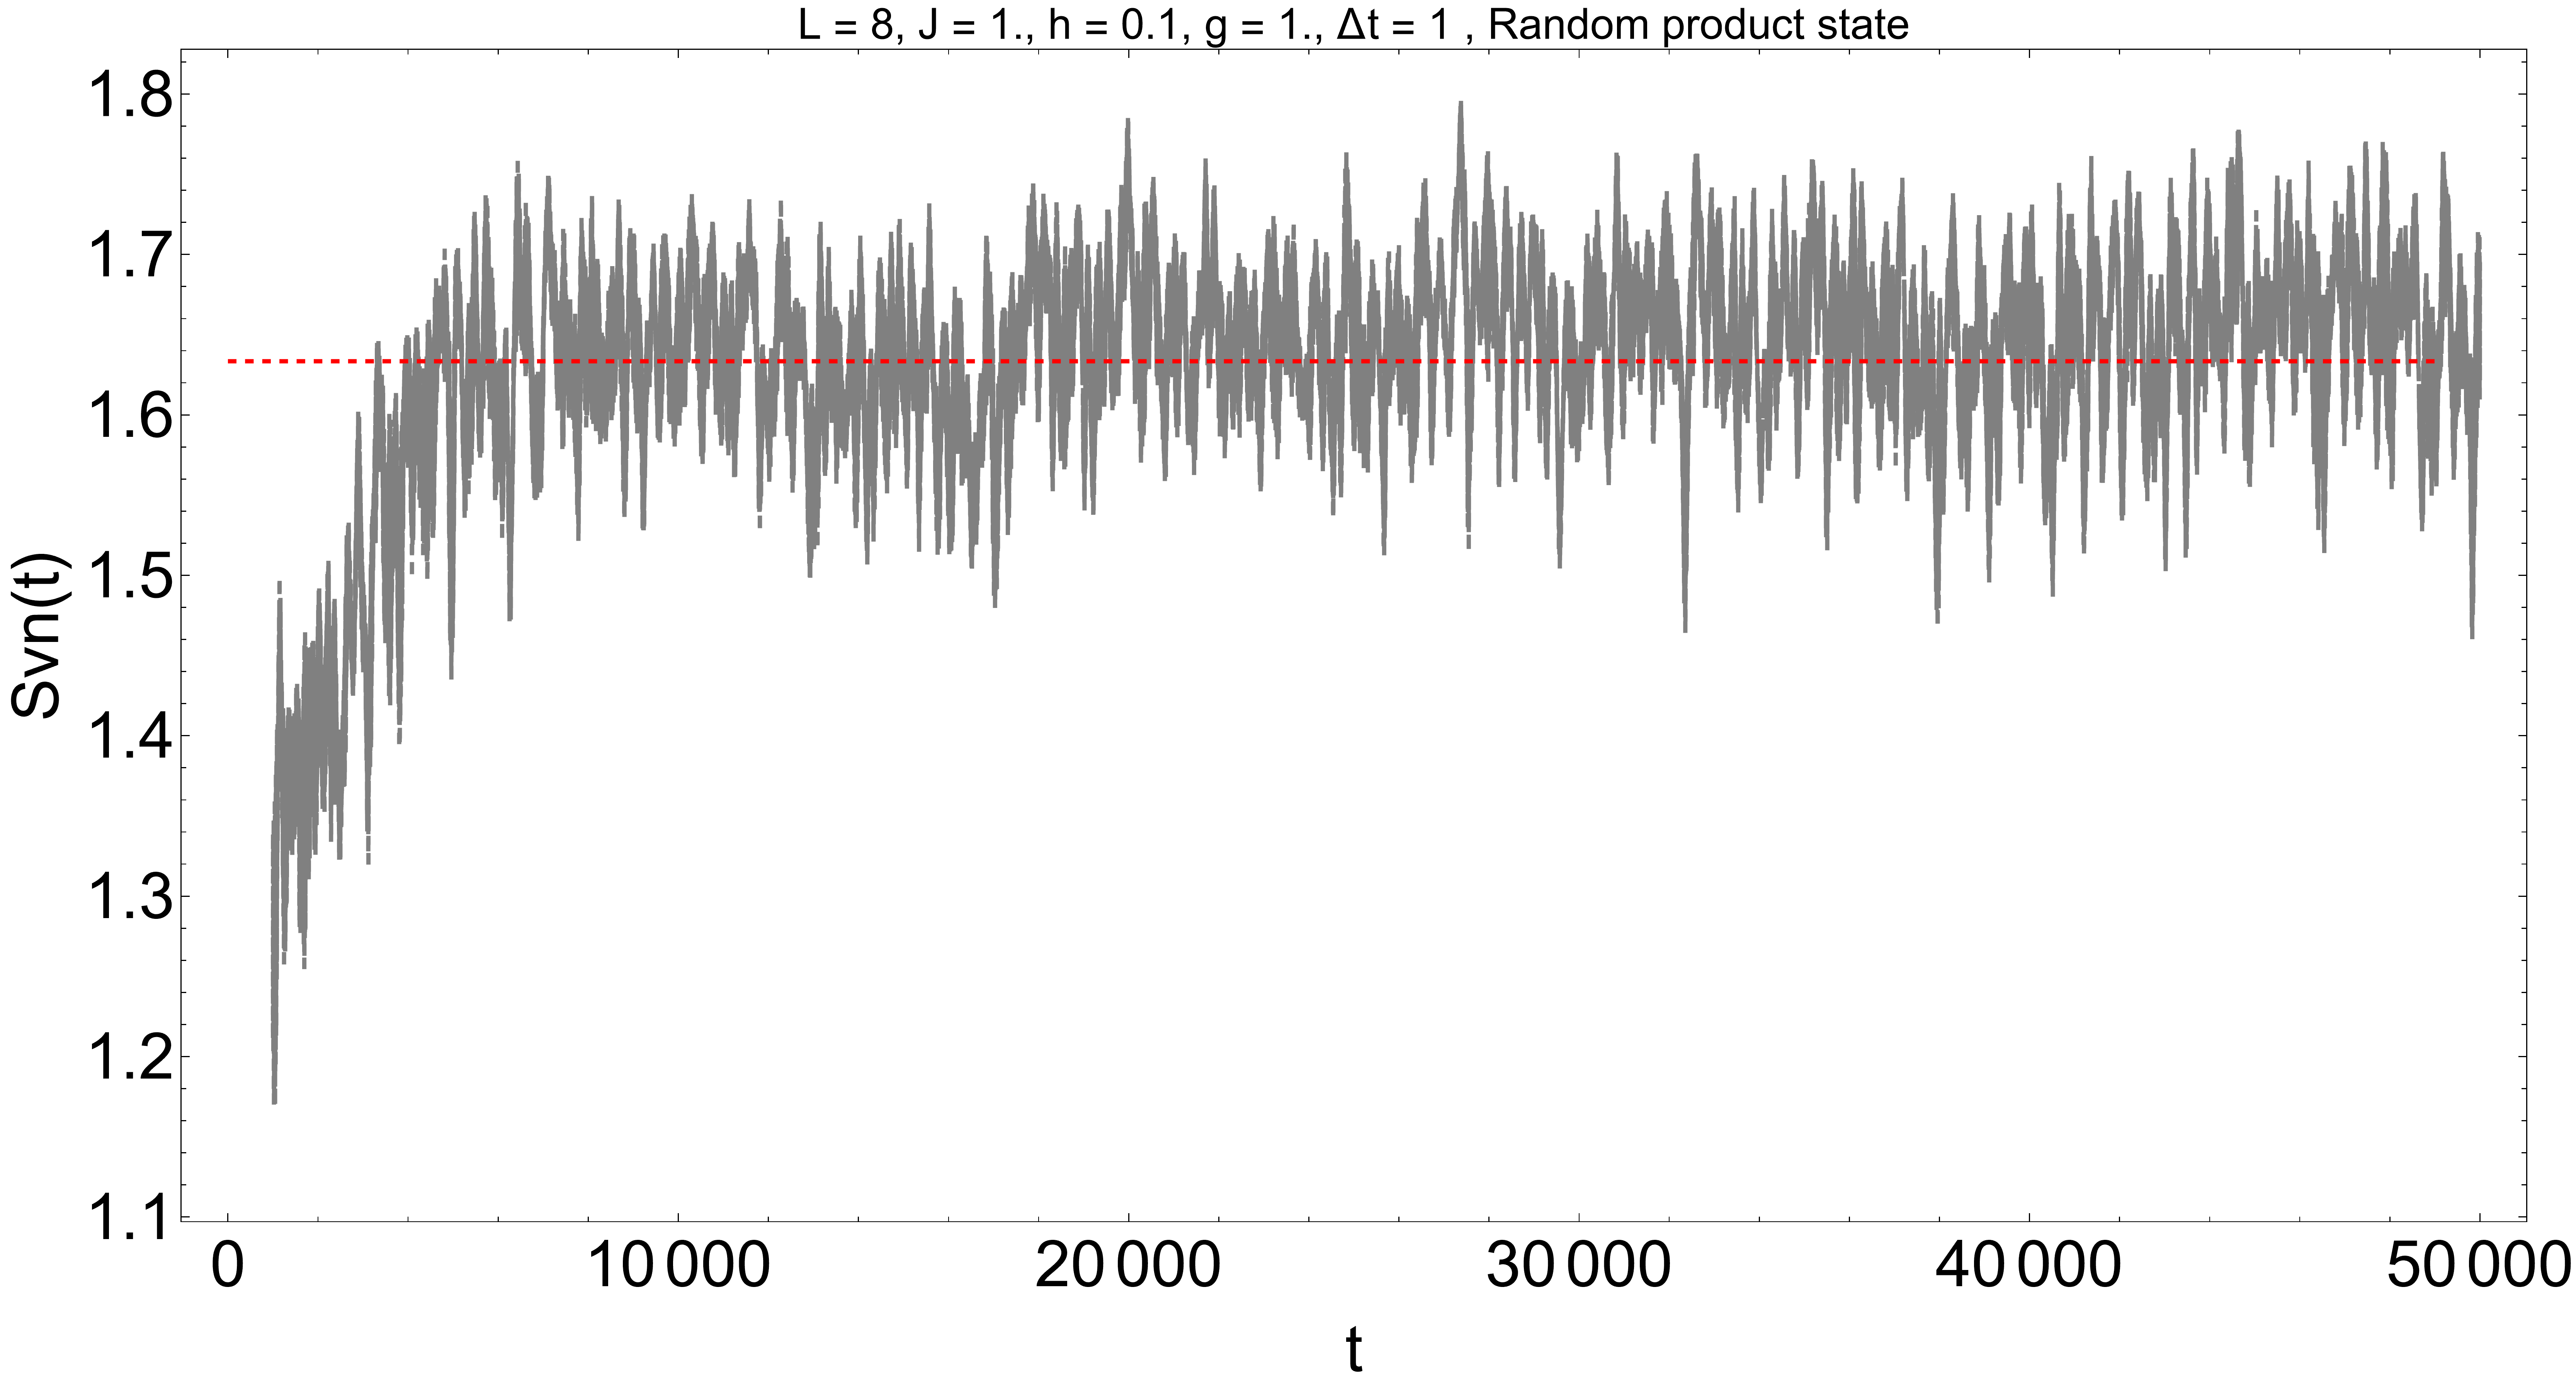 L = 8, J = 1., h = 0.1, g = 1., Δt = 1 , Random product state
1.8
1.7
1.6
1.5
1.4
1.3
1.2
1.1
Svn(t)
0 10 000 20 000 30 000 40 000 50 000
t